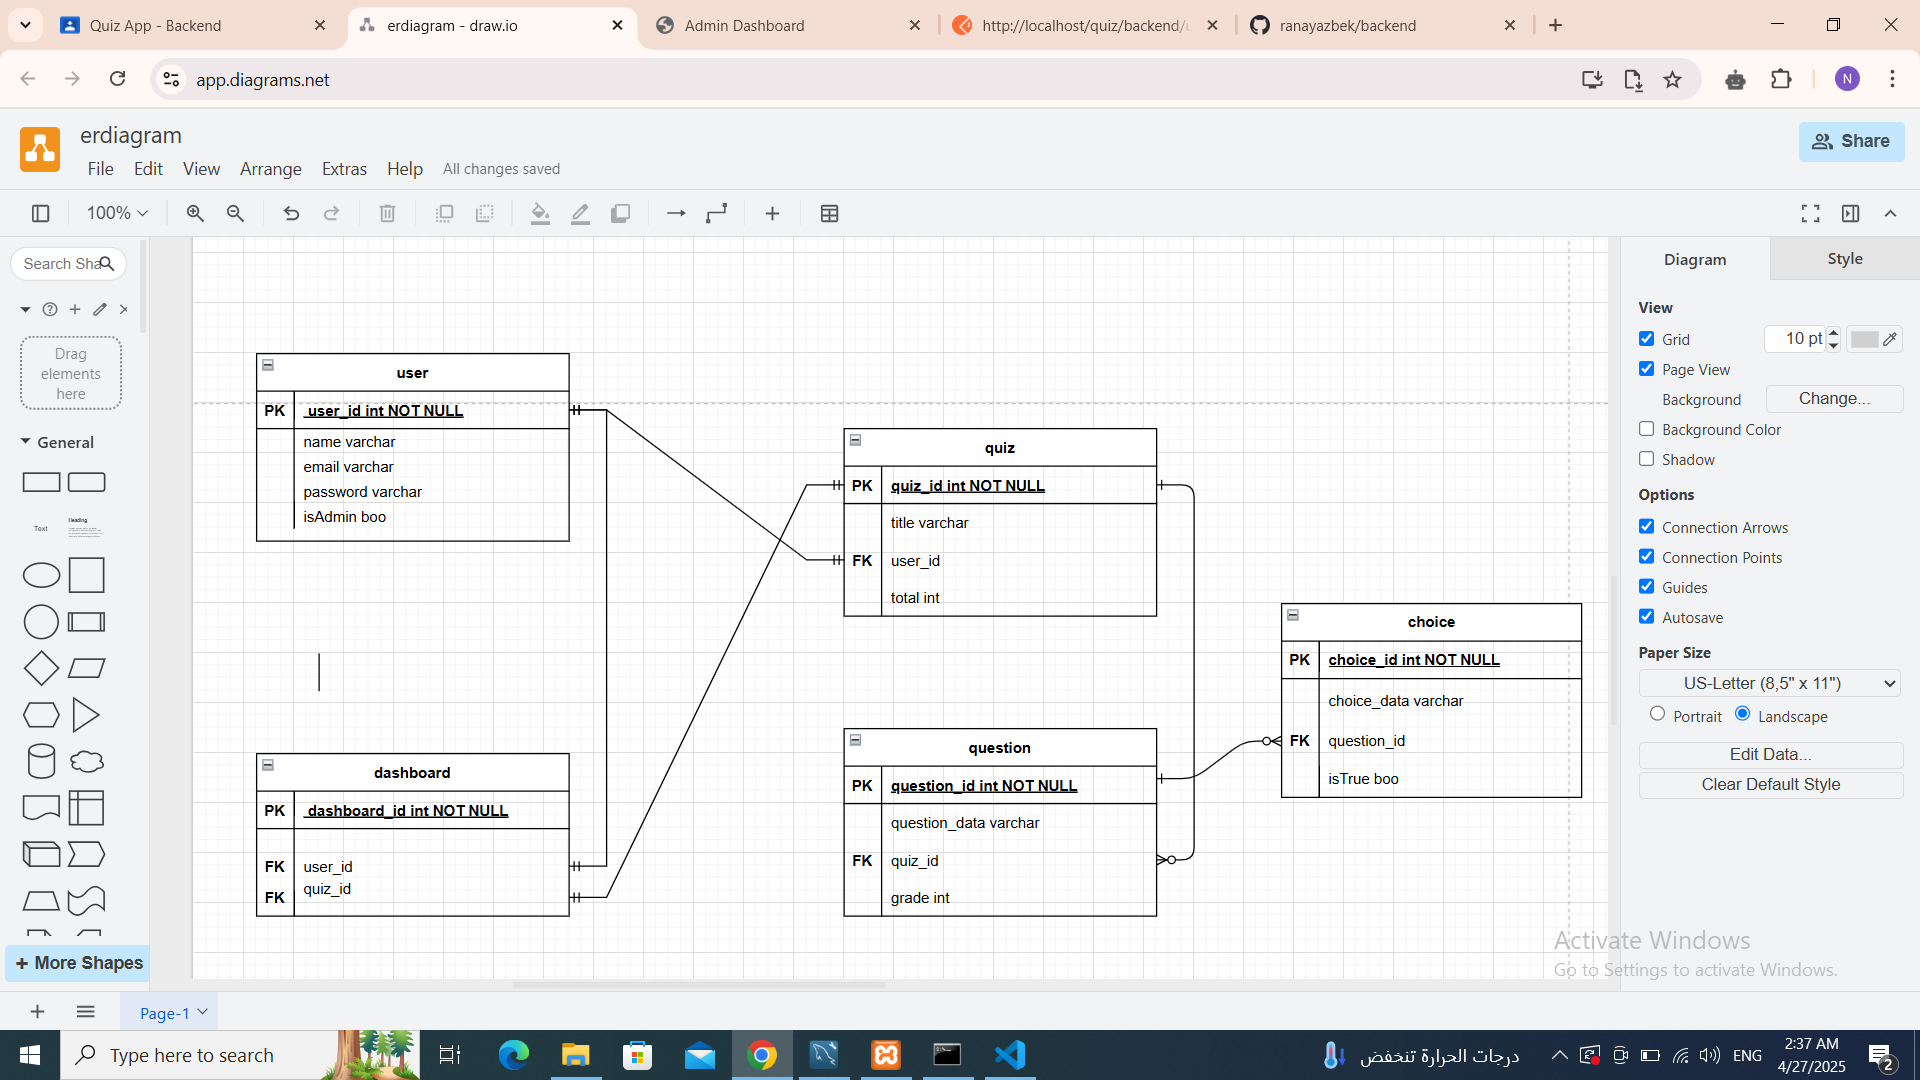 Quiz App - Backend
erdiagram - draw.io
Admin Dashboard
http://localhost/quiz/backend/u
ranayazbek/backend
app.diagrams.net
N
erdiagram
File Edit View Arrange Extras Help All changes saved
Share
100%
Search Sha
Drag
elements
here
General
Text
Heading
More Shapes
user
PK user_id int NOT NULL
name varchar
email varchar
password varchar
isAdmin boo
dashboard
PK dashboard_id int NOT NULL
FK user_id
FK quiz_id
quiz
PK quiz_id int NOT NULL
title varchar
FK user_id
total int
question
PK question_id int NOT NULL
question_data varchar
FK quiz_id
grade int
choice
PK choice_id int NOT NULL
choice_data varchar
FK question_id
isTrue boo
Diagram Style
View
Grid 10 pt
Page View
Background Change...
Background Color
Shadow
Options
Connection Arrows
Connection Points
Guides
Autosave
Paper Size
US-Letter (8,5" x 11")
Portrait Landscape
Edit Data...
Clear Default Style
Activate Windows
Go to Settings to activate Windows.
Page-1
Type here to search
درجات الحرارة تنخفض
ENG
2:37 AM
4/27/2025
2